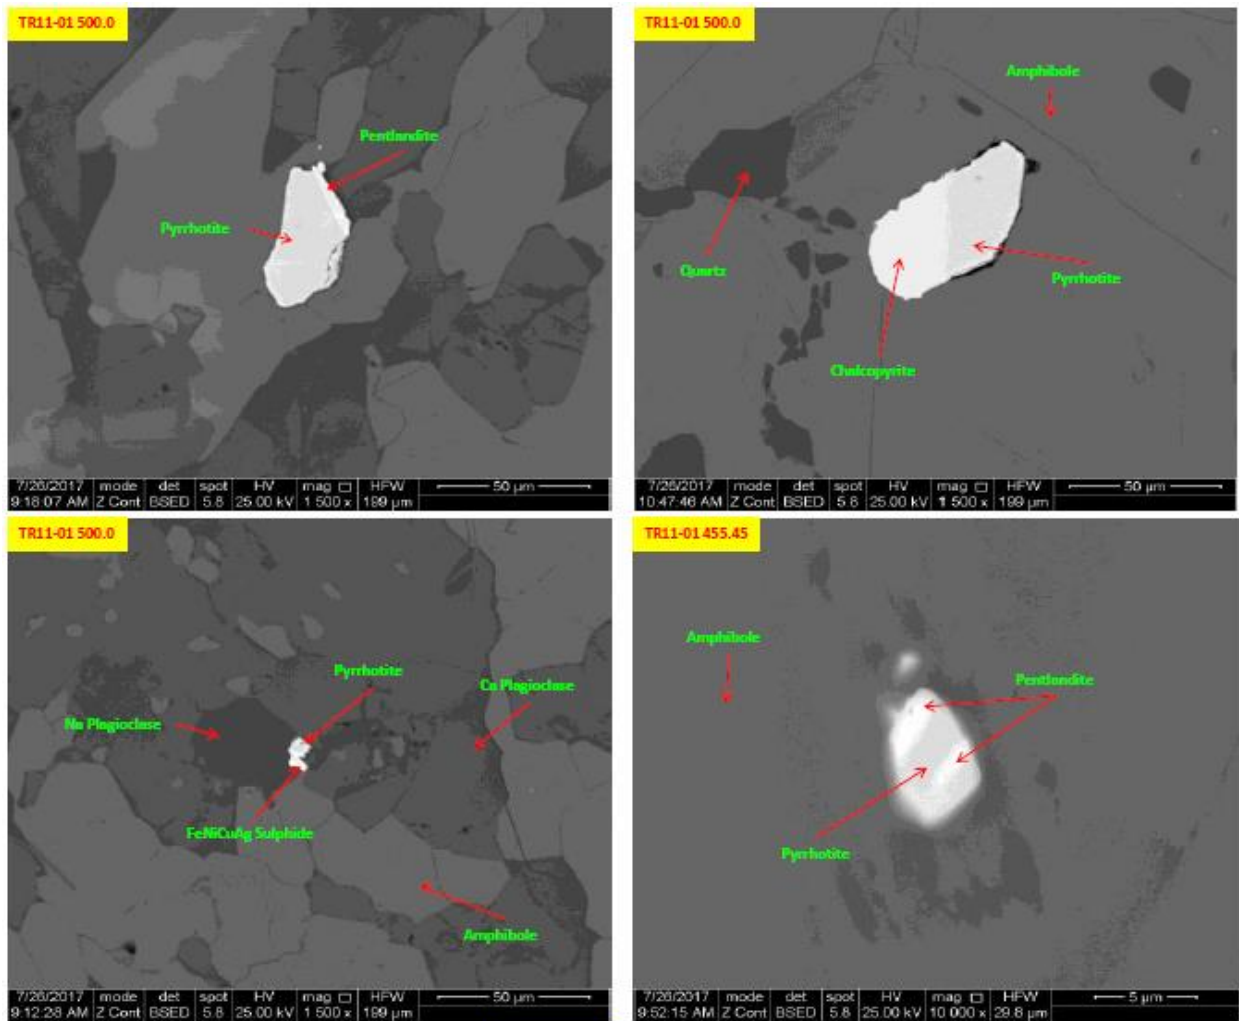 TR11-01 500.0
Pentlandite
Pyrrhotite
7/26/2017 mode det spot HV mag HFW 50 µm
9:18:07 AM Z Cont BSED 5.8 25.00 kV 1 500 x 199 µm
TR11-01 500.0
Amphibole
Quartz
Pyrrhotite
Chalcopyrite
7/26/2017 mode det spot HV mag HFW 50 µm
10:47:46 AM Z Cont BSED 5.8 25.00 kV 1 500 x 199 µm
TR11-01 500.0
Pyrrhotite
Ca Plagioclase
Na Plagioclase
FeNiCuAg Sulphide
Amphibole
7/26/2017 mode det spot HV mag HFW 50 µm
9:12:28 AM Z Cont BSED 5.8 25.00 kV 1 500 x 199 µm
TR11-01 455.45
Amphibole
Pentlandite
Pyrrhotite
7/26/2017 mode det spot HV mag HFW 5 µm
9:52:15 AM Z Cont BSED 5.8 25.00 kV 10 000 x 29.8 µm